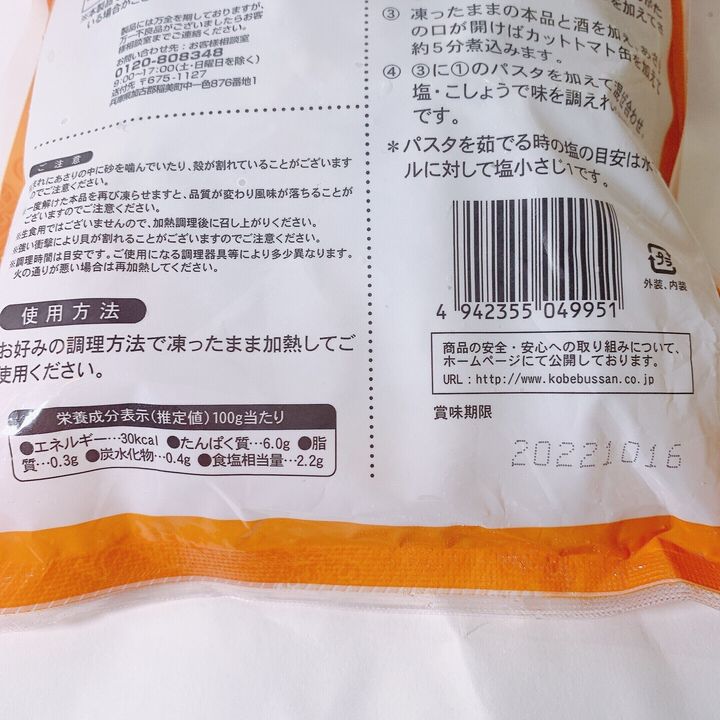 製品には万全を期しておりますが、
万一不良品がございましたらお客
様相談室までご連絡ください。
お問い合わせ先：お客様相談室
0120-808348
9:00〜17:00(土・日曜日を除く)
送付先 〒675-1127
兵庫県加古郡稲美町中一色876番地1
ご注意
にあさりの中に砂を噛んでいたり、殻が割れていることがございます
のでご注意ください。
一度解けた本品を再び凍らせますと、品質が変わり風味が落ちることが
ございますのでご注意ください。
※生食用ではございませんので、加熱調理後に召し上がりください。
※強い衝撃により貝が割れることがございますのでご注意ください。
※調理時間は目安です。ご使用になる調理器具等により多少異なります。
火の通りが悪い場合は再加熱してください。
使用方法
お好みの調理方法で凍ったまま加熱してご
使用ください。
栄養成分表示(推定値)100g当たり
●エネルギー…30kcal ●たんぱく質…6.0g ●脂
質…0.3g ●炭水化物…0.4g ●食塩相当量…2.2g
③ 凍ったままの本品と酒を加え、あさり
の口が開けばカットトマト缶を加えて
約5分煮込みます。
④ ③に①のパスタを加えて混ぜ合わせ、
塩・こしょうで味を調えれ
です。
＊パスタを茹でる時の塩の目安は水
ルに対して塩小さじ1です。
4 942355 049951
プラ
外装、内装
商品の安全・安心への取り組みについて、
ホームページにて公開しております。
URL：http://www.kobebussan.co.jp
賞味期限
20221016